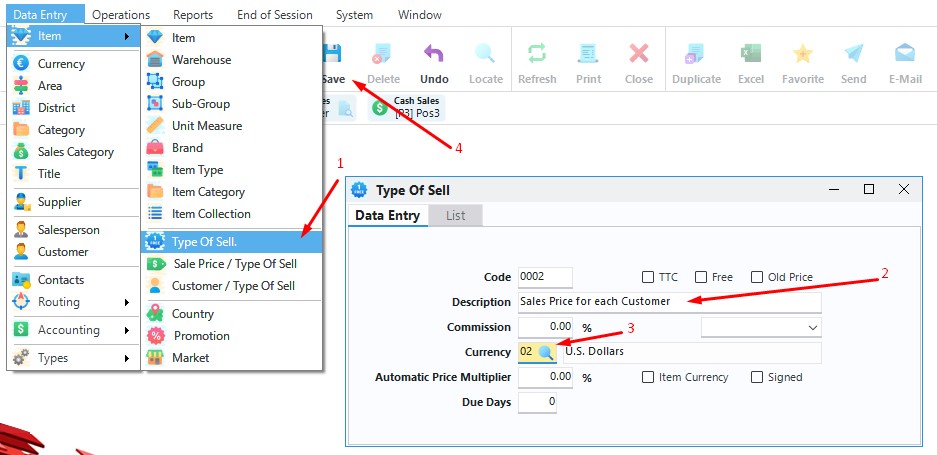 Data Entry Operations Reports End of Session System Window
Item
Currency
Area
District
Category
Sales Category
Title
Supplier
Salesperson
Customer
Contacts
Routing
Accounting
Types
Item
Warehouse
Group
Sub-Group
Unit Measure
Brand
Item Type
Item Category
Item Collection
Type Of Sell.
Sale Price / Type Of Sell
Customer / Type Of Sell
Country
Promotion
Market
Save Delete Undo Locate Refresh Print Close Duplicate Excel Favorite Send E-Mail
Cash Sales
[P3] Pos3
4
1
Type Of Sell
Data Entry List
Code 0002 TTC Free Old Price
2
Description Sales Price for each Customer
Commission 0.00 %
3
Currency 02 U.S. Dollars
Automatic Price Multiplier 0.00 % Item Currency Signed
Due Days 0